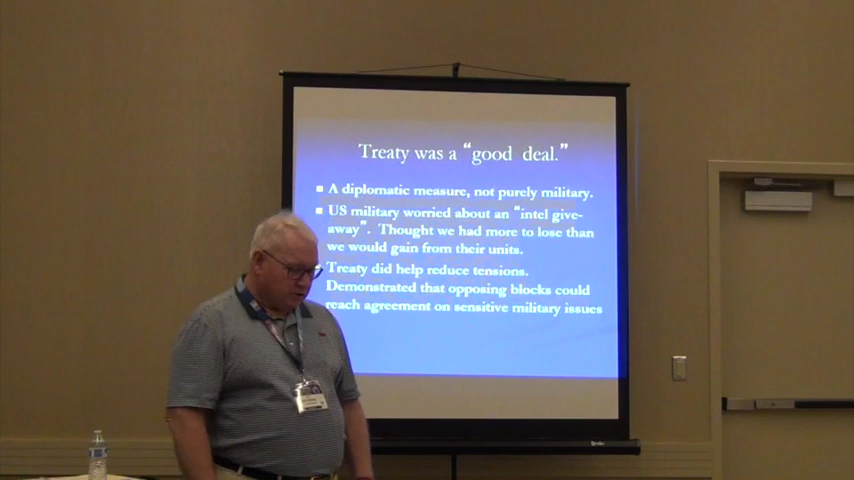 Treaty was a “good deal.”
■ A diplomatic measure, not purely military.
■ US military worried about an “intel give-
away”. Thought we had more to lose than
we would gain from their units.
Treaty did help reduce tensions.
Demonstrated that opposing blocks could
reach agreement on sensitive military issues